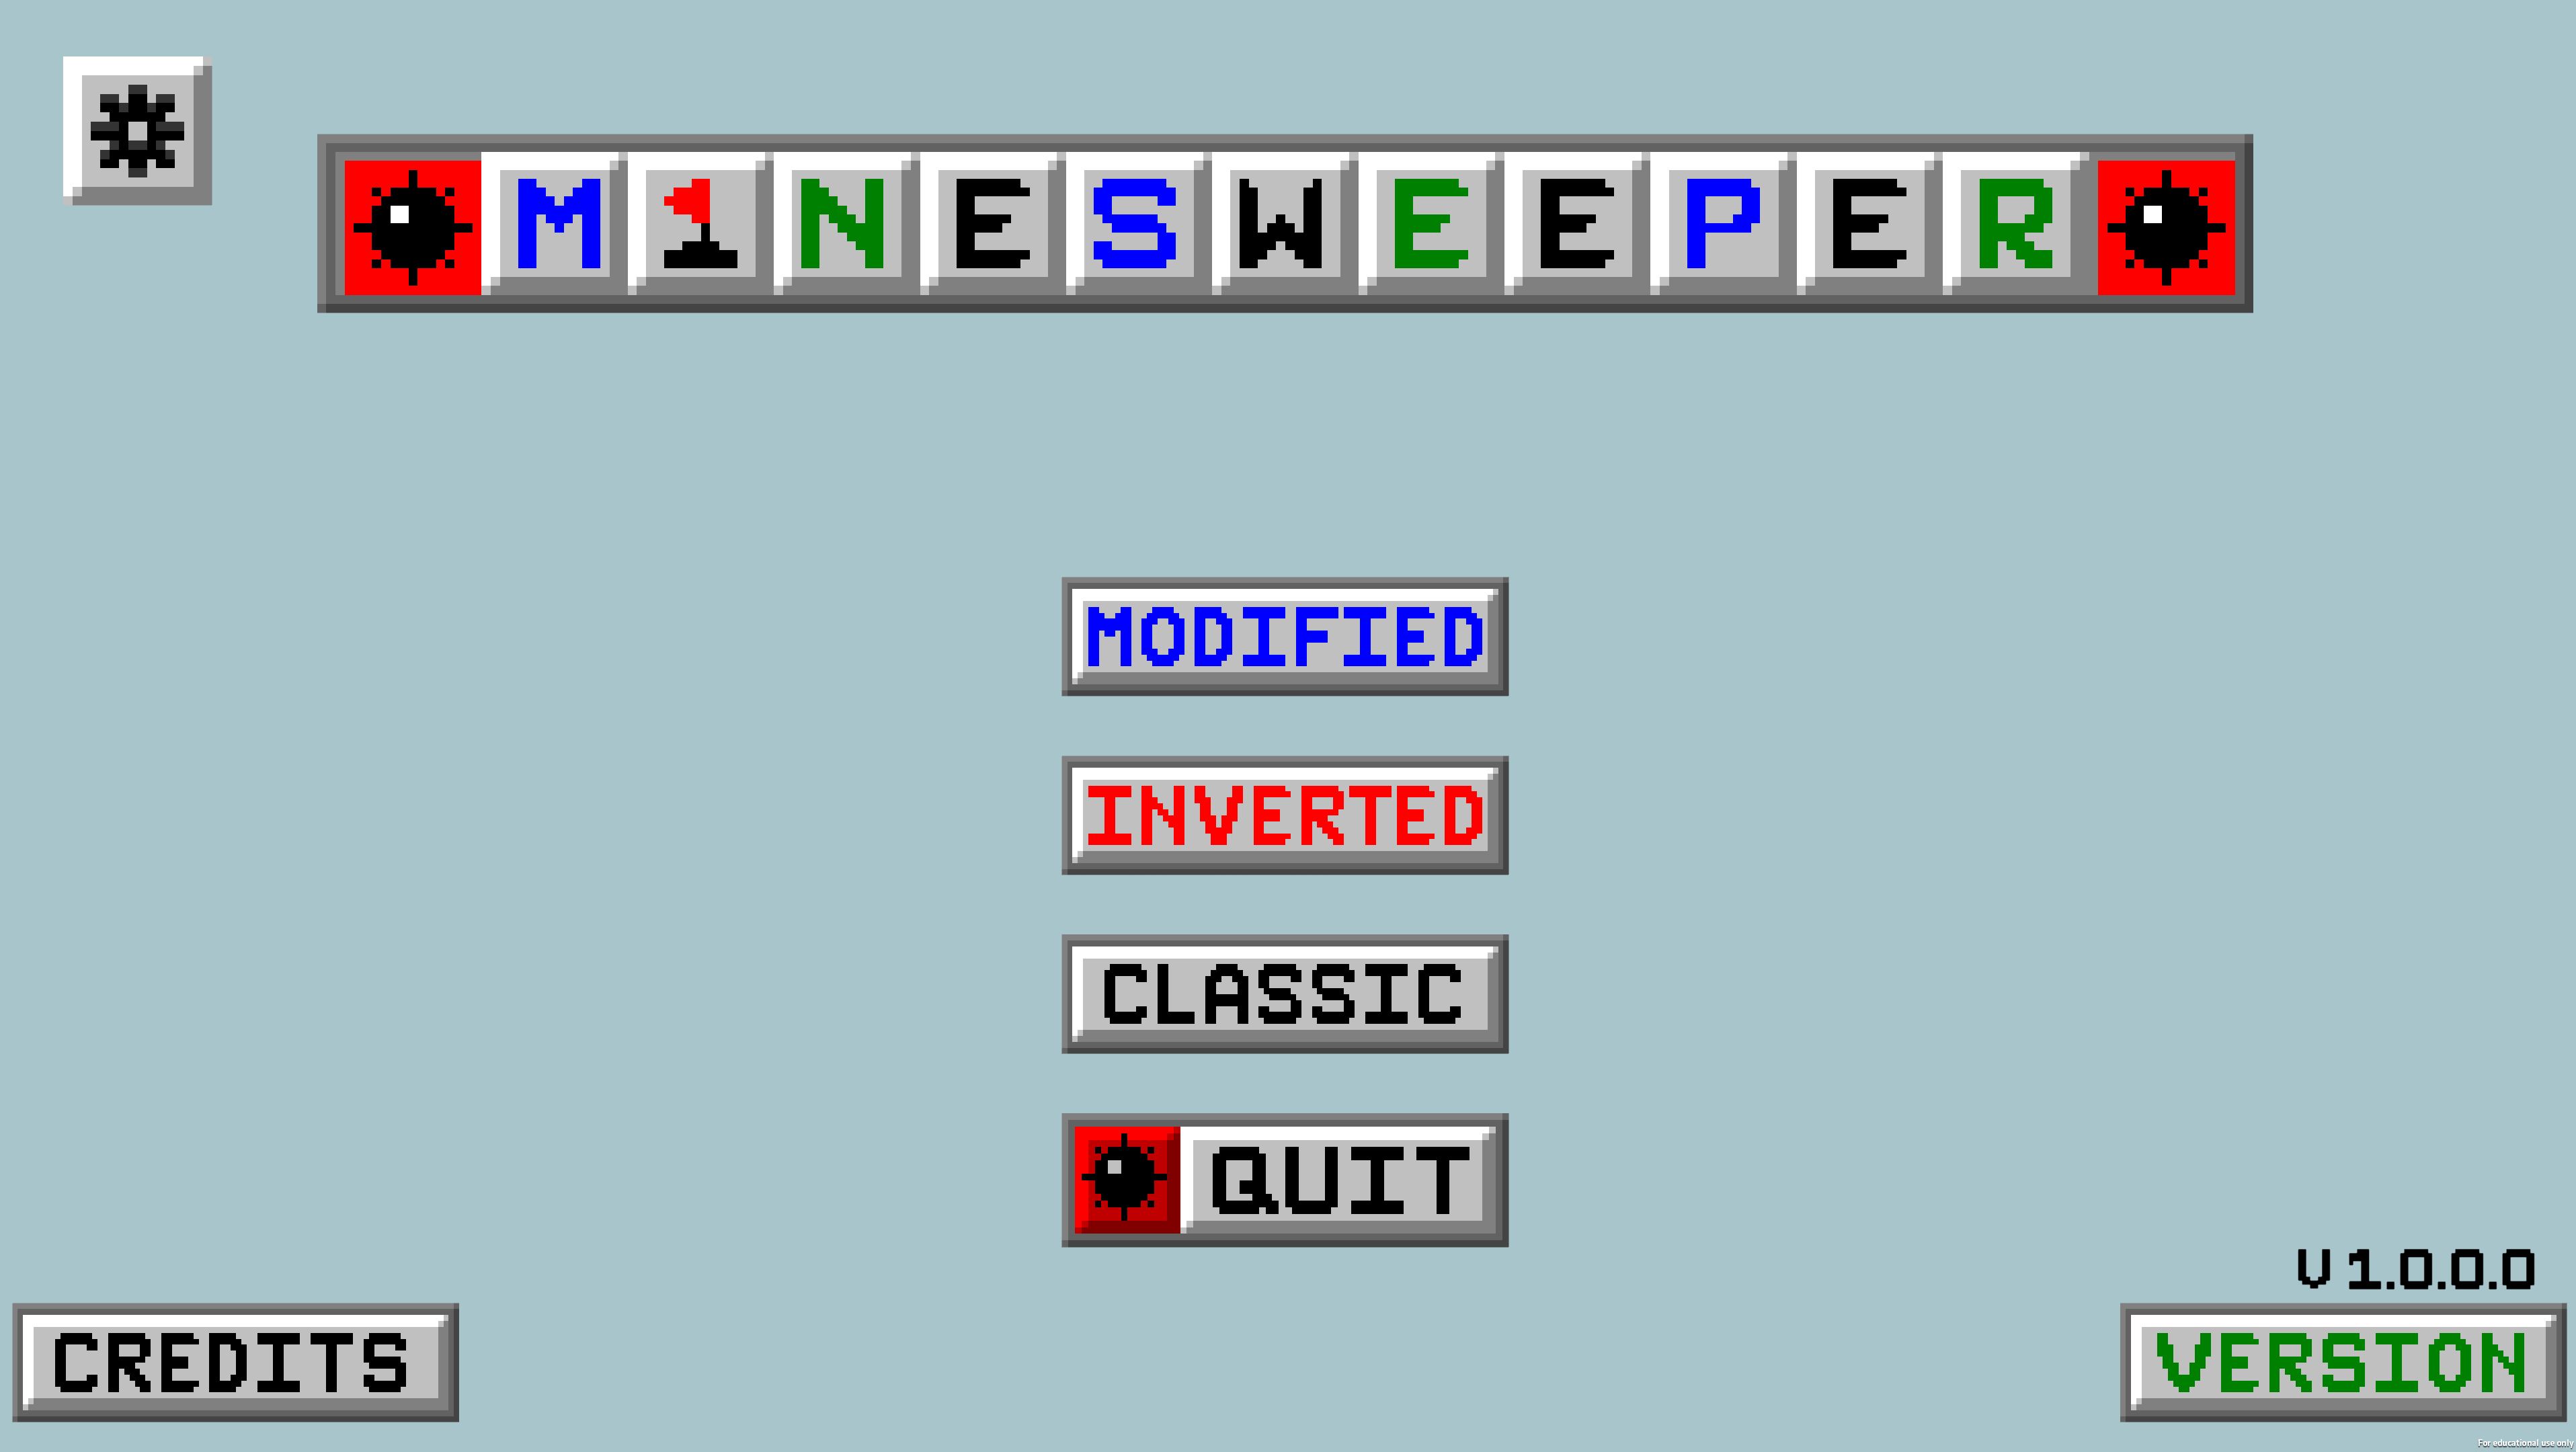 M1NESWEEPER
MODIFIED
INVERTED
CLASSIC
QUIT
V 1.0.0.0
CREDITS
VERSION
For educational use only